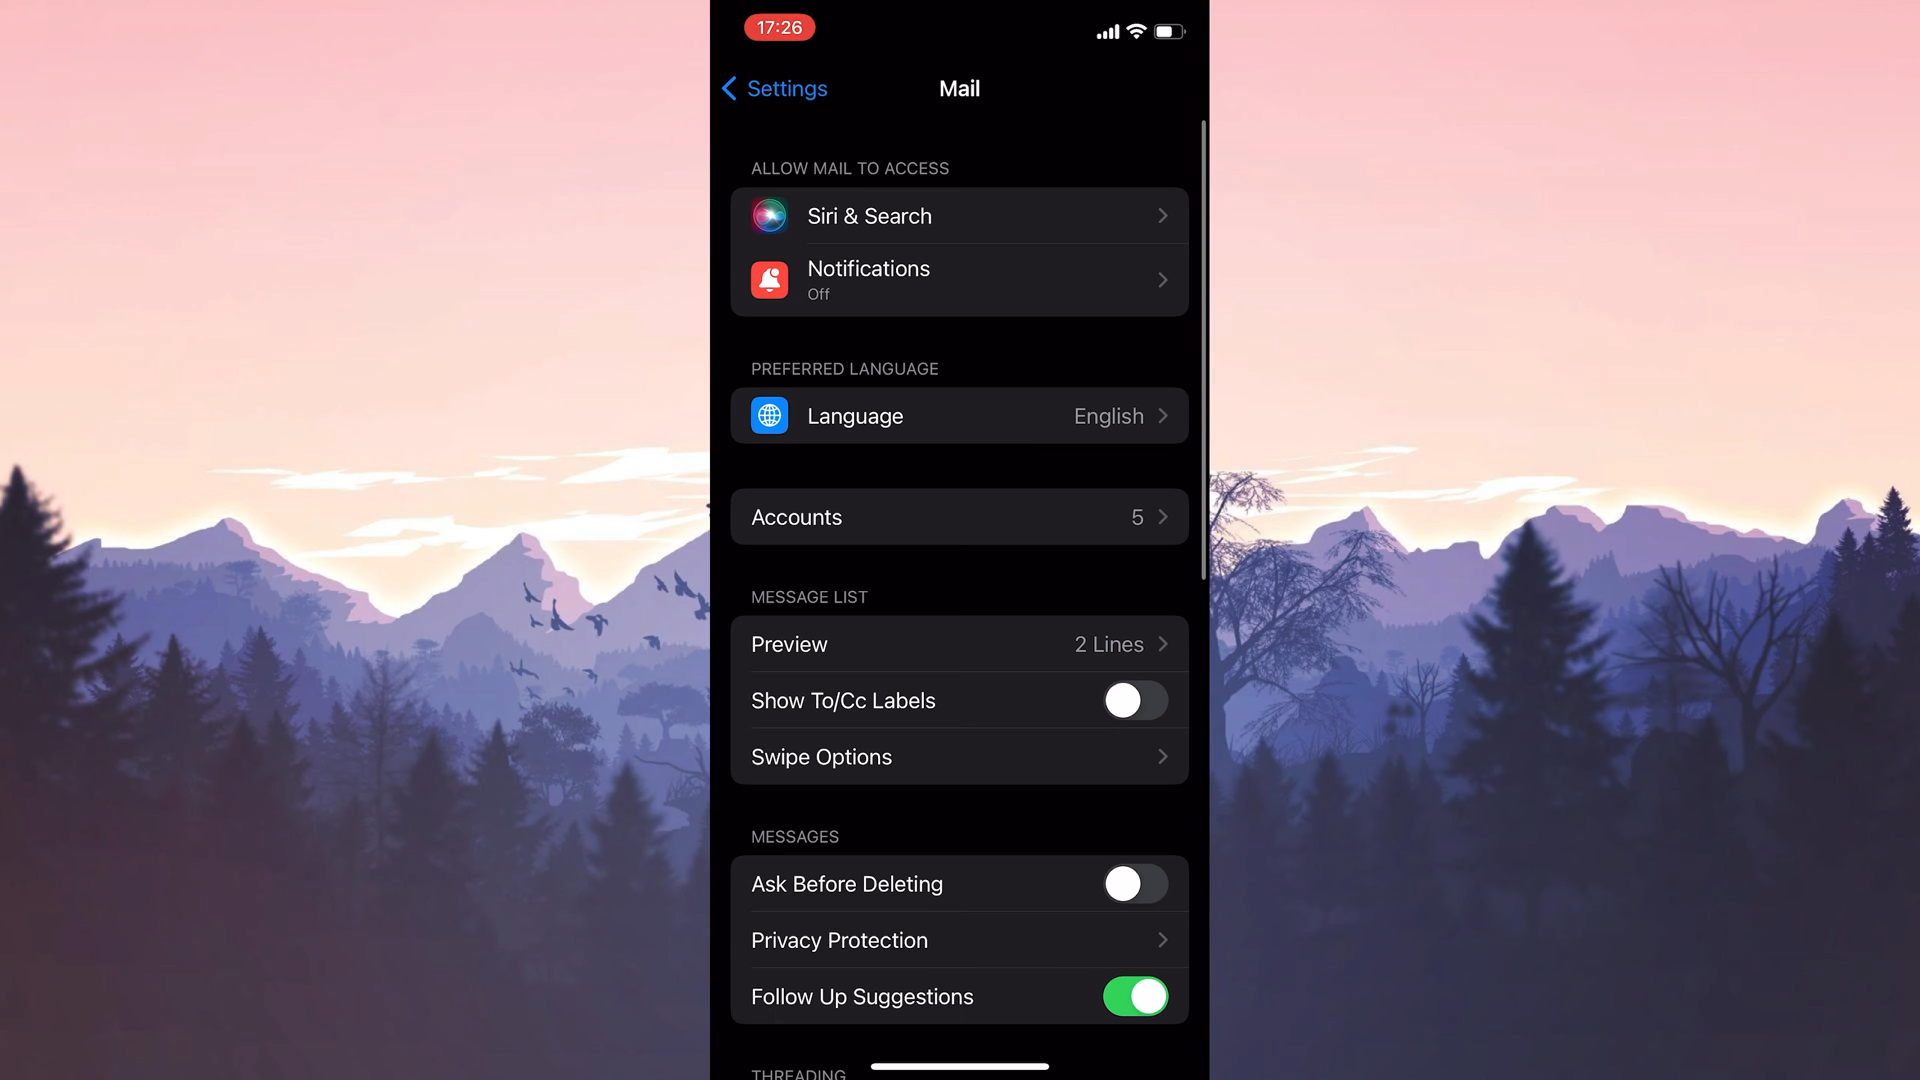 17:26
Settings
Mail
ALLOW MAIL TO ACCESS
Siri & Search
Notifications
Off
PREFERRED LANGUAGE
Language English
Accounts 5
MESSAGE LIST
Preview 2 Lines
Show To/Cc Labels
Swipe Options
MESSAGES
Ask Before Deleting
Privacy Protection
Follow Up Suggestions
THREADING